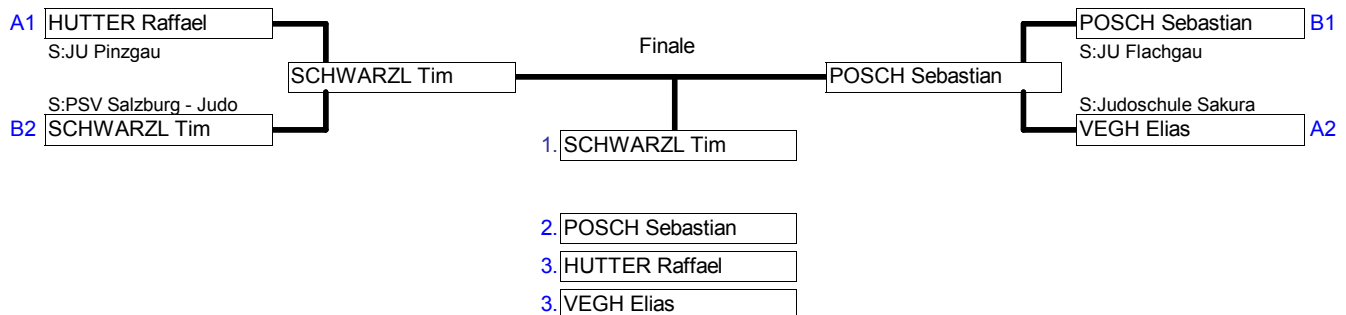 A1 HUTTER Raffael
S:JU Pinzgau
SCHWARZL Tim
S:PSV Salzburg - Judo
B2 SCHWARZL Tim
Finale
POSCH Sebastian B1
S:JU Flachgau
POSCH Sebastian
S:Judoschule Sakura
VEGH Elias A2
1. SCHWARZL Tim
2. POSCH Sebastian
3. HUTTER Raffael
3. VEGH Elias